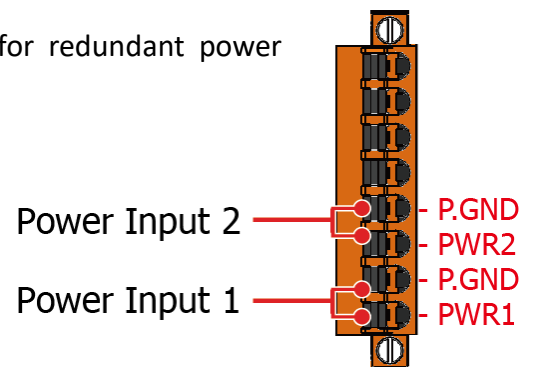 for redundant power
Power Input 2
- P.GND
- PWR2
Power Input 1
- P.GND
- PWR1